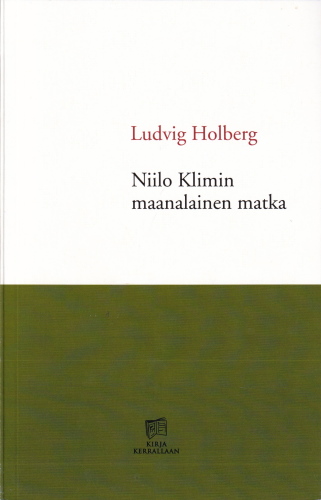 Ludvig Holberg
Niilo Klimin
maanalainen matka
KIRJA
KERRALLAAN